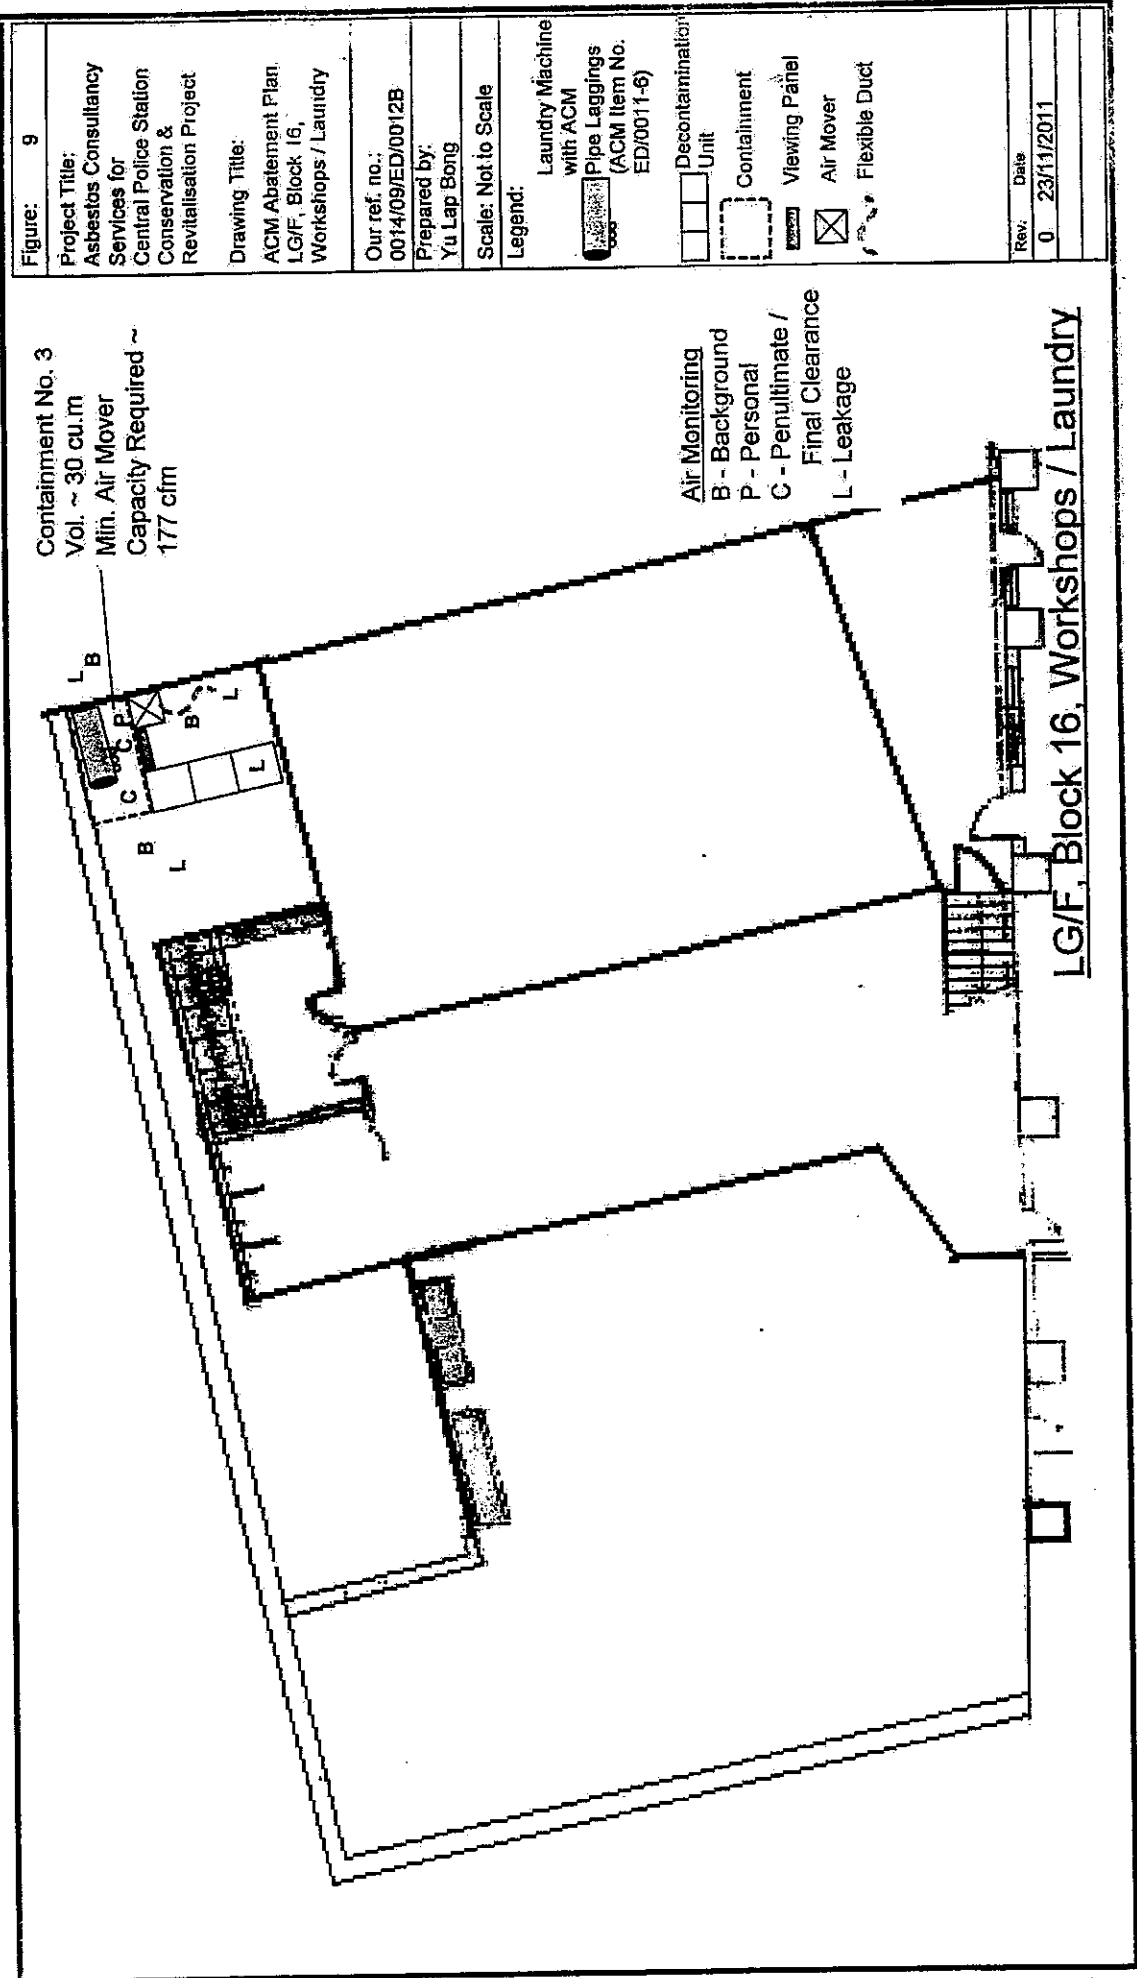 Figure: 9
Project Title:
Asbestos Consultancy
Services for
Central Police Station
Conservation &
Revitalisation Project
Drawing Title:
ACM Abatement Plan,
LG/F, Block 16,
Workshops / Laundry
Our ref. no.:
0014/09/ED/0012B
Prepared by:
Yu Lap Bong
Scale: Not to Scale
Legend:
Laundry Machine
with ACM
Pipe Laggings
(ACM Item No.
ED/0011-6)
Decontamination
Unit
Containment
Viewing Panel
Air Mover
Flexible Duct
Rev. Date
0 23/11/2011
Containment No. 3
Vol. ~ 30 cu.m
Min. Air Mover
Capacity Required ~
177 cfm
L
B
P
C
C
B
L
L
B
L
Air Monitoring
B - Background
P - Personal
C - Penultimate /
Final Clearance
L - Leakage
LG/F, Block 16, Workshops / Laundry